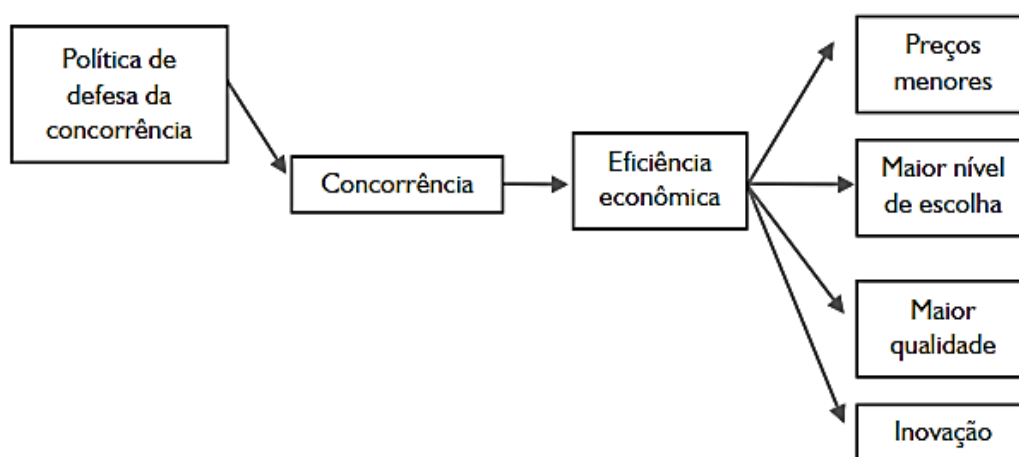 Política de
defesa da
concorrência
Concorrência
Eficiência
econômica
Preços
menores
Maior nível
de escolha
Maior
qualidade
Inovação